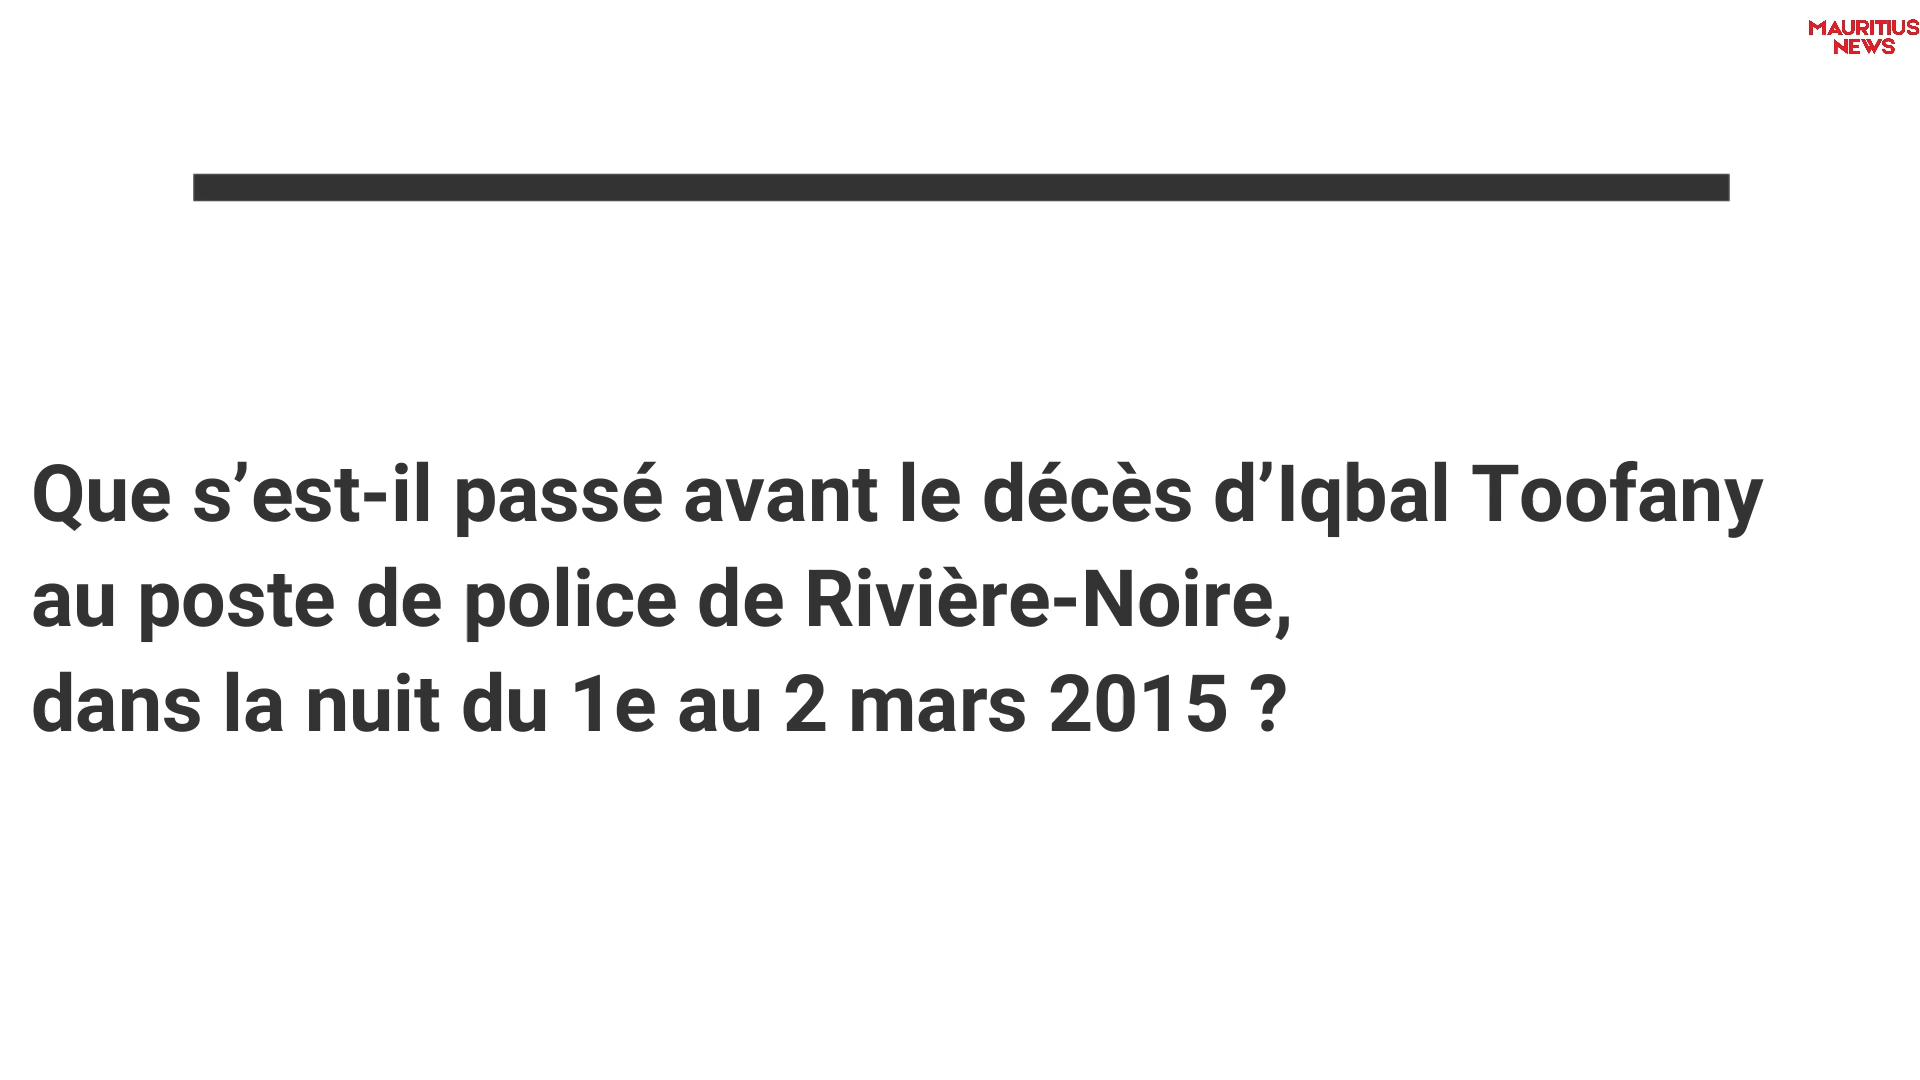 MAURITIUS
NEWS
Que s’est-il passé avant le décès d’Iqbal Toofany
au poste de police de Rivière-Noire,
dans la nuit du 1e au 2 mars 2015 ?